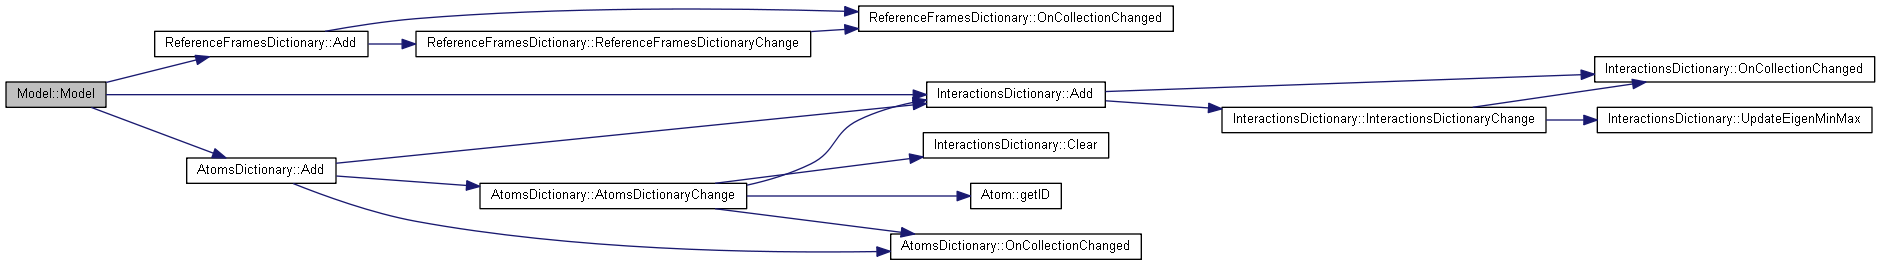 Model::Model
ReferenceFramesDictionary::Add
ReferenceFramesDictionary::ReferenceFramesDictionaryChange
ReferenceFramesDictionary::OnCollectionChanged
AtomsDictionary::Add
AtomsDictionary::AtomsDictionaryChange
InteractionsDictionary::Add
InteractionsDictionary::Clear
Atom::getID
AtomsDictionary::OnCollectionChanged
InteractionsDictionary::InteractionsDictionaryChange
InteractionsDictionary::OnCollectionChanged
InteractionsDictionary::UpdateEigenMinMax